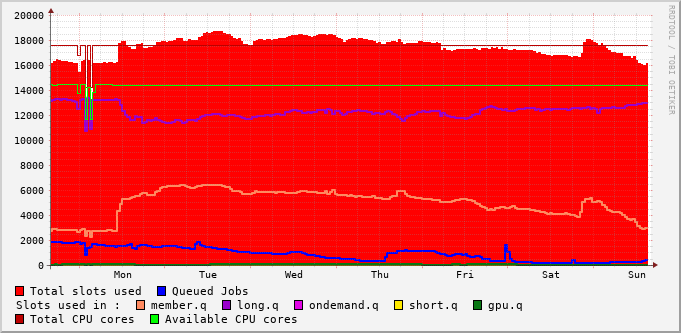 20000
18000
16000
14000
12000
10000
8000
6000
4000
2000
0
Mon Tue Wed Thu Fri Sat Sun
RRDTOOL / TOBI OETIKER
Total slots used Queued Jobs
Slots used in : member.q long.q ondemand.q short.q gpu.q
Total CPU cores Available CPU cores